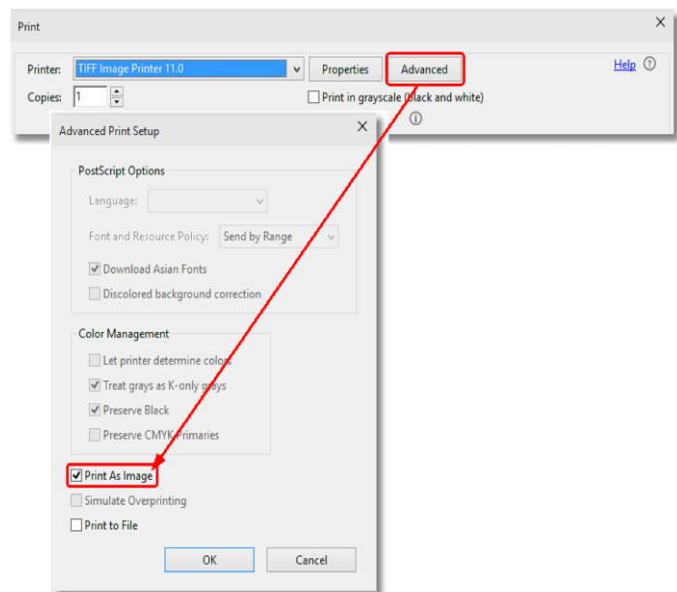 Print
Printer: TIFF Image Printer 11.0 Properties Advanced Help
Copies: 1 Print in grayscale (black and white)
Advanced Print Setup
PostScript Options
Language:
Font and Resource Policy: Send by Range
Download Asian Fonts
Discolored background correction
Color Management
Let printer determine colors
Treat grays as K-only grays
Preserve Black
Preserve CMYK Primaries
Print As Image
Simulate Overprinting
Print to File
OK Cancel